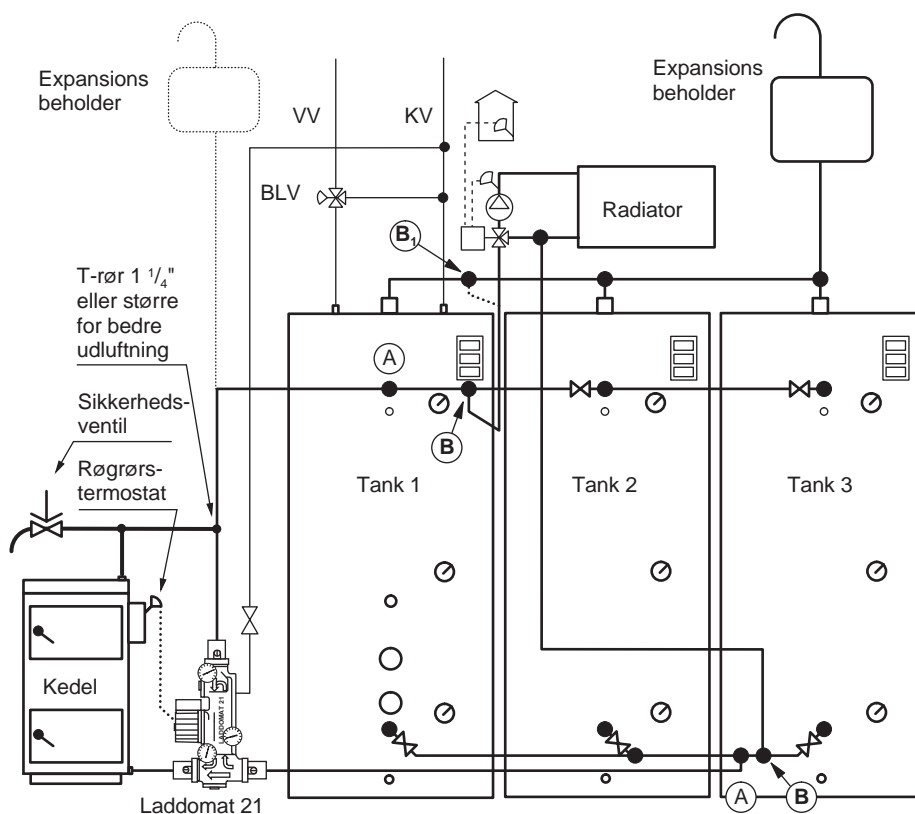 Expansions
beholder
Expansions
beholder
VV
KV
BLV
Radiator
B1
T-rør 1 1/4"
eller større
for bedre
udluftning
A
Sikkerheds-
ventil
B
Røgrørs-
termostat
Tank 1
Tank 2
Tank 3
Kedel
LADDOMAT 21
A
B
Laddomat 21